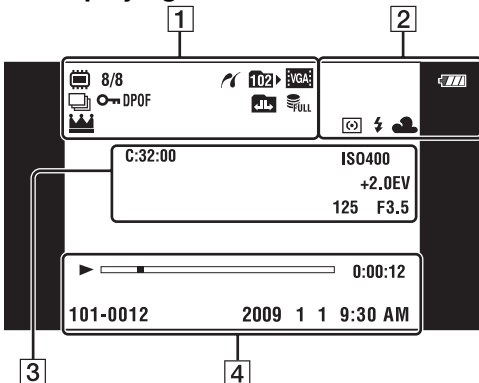 1
2
8/8 102 VGA
DPOF FULL
C:32:00 ISO400
+2.0EV
125 F3.5
0:00:12
101-0012 2009 1 1 9:30 AM
3
4